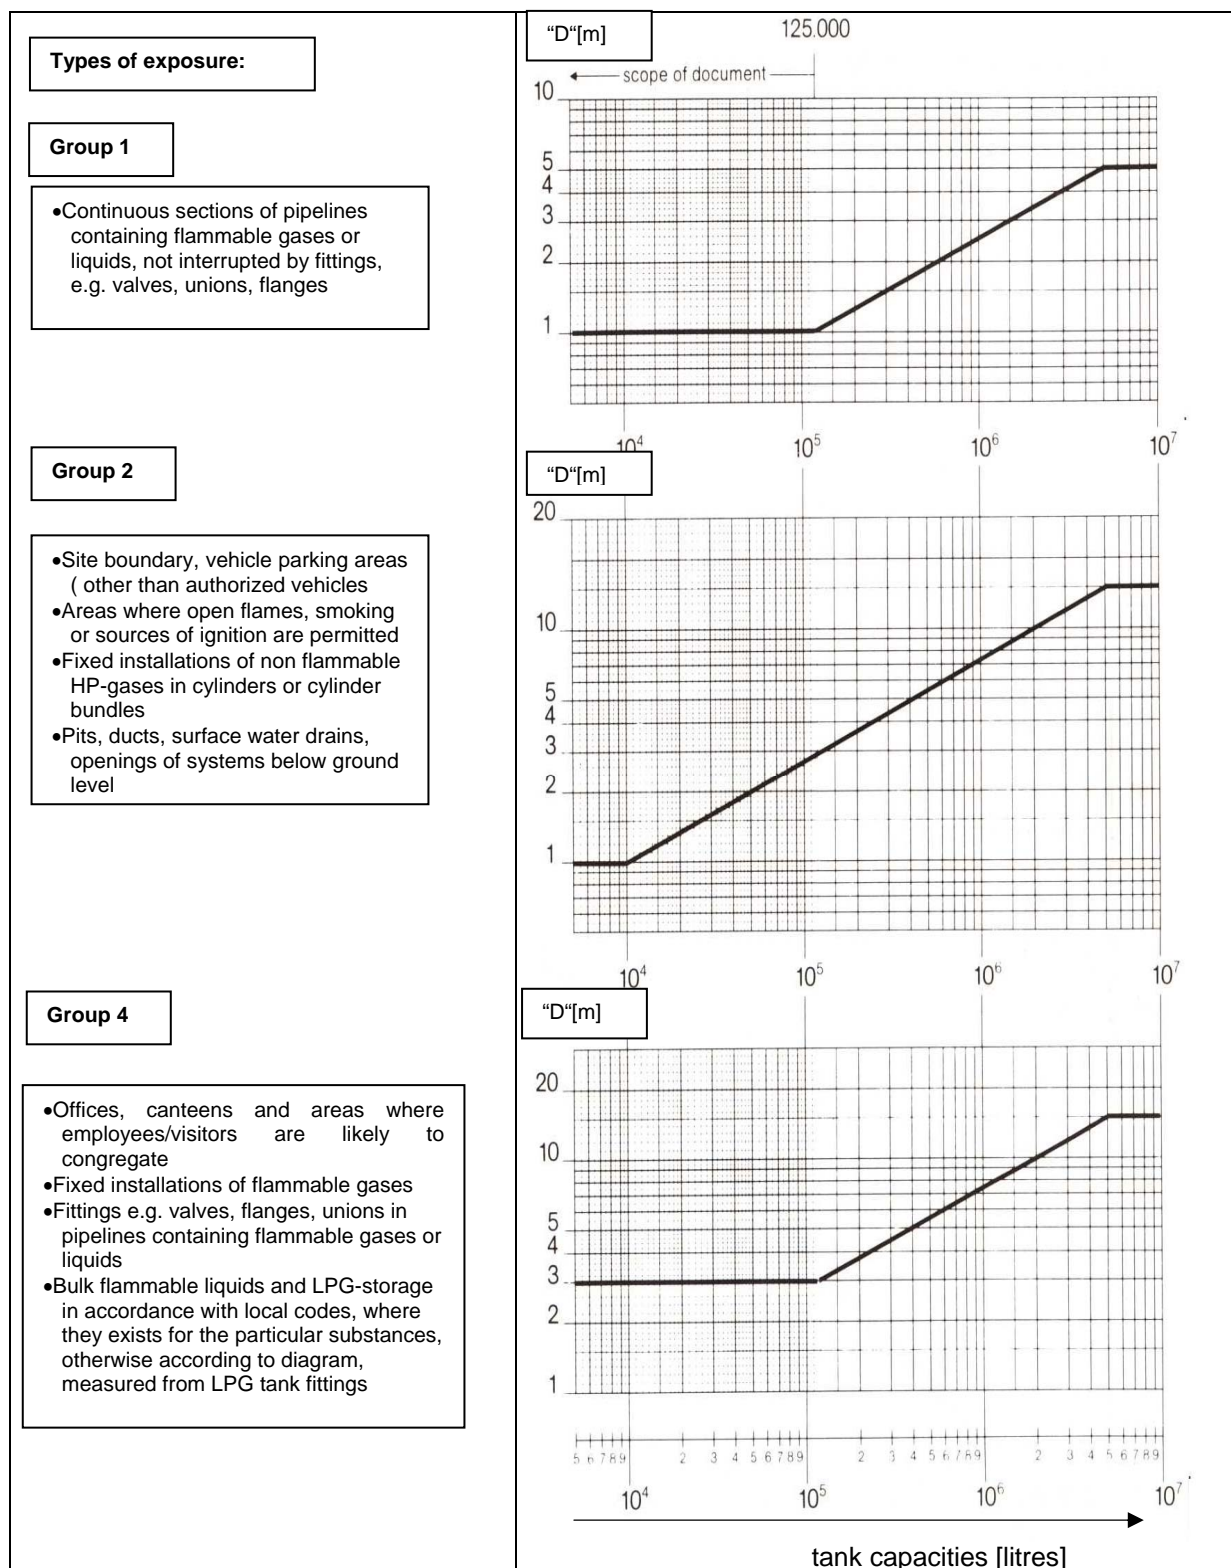 Types of exposure:
Group 1
•Continuous sections of pipelines
containing flammable gases or
liquids, not interrupted by fittings,
e.g. valves, unions, flanges
"D"[m]
125.000
scope of document
10
5
4
3
2
1
10⁴ 10⁵ 10⁶ 10⁷
Group 2
•Site boundary, vehicle parking areas
( other than authorized vehicles
•Areas where open flames, smoking
or sources of ignition are permitted
•Fixed installations of non flammable
HP-gases in cylinders or cylinder
bundles
•Pits, ducts, surface water drains,
openings of systems below ground
level
"D"[m]
20
10
5
4
3
2
1
10⁴ 10⁵ 10⁶ 10⁷
Group 4
•Offices, canteens and areas where
employees/visitors are likely to
congregate
•Fixed installations of flammable gases
•Fittings e.g. valves, flanges, unions in
pipelines containing flammable gases or
liquids
•Bulk flammable liquids and LPG-storage
in accordance with local codes, where
they exists for the particular substances,
otherwise according to diagram,
measured from LPG tank fittings
"D"[m]
20
10
5
4
3
2
1
5 6 7 8 9 2 3 4 5 6 7 8 9 2 3 4 5 6 7 8 9 2 3 4 5 6 7 8 9
10⁴ 10⁵ 10⁶ 10⁷
tank capacities [litres]